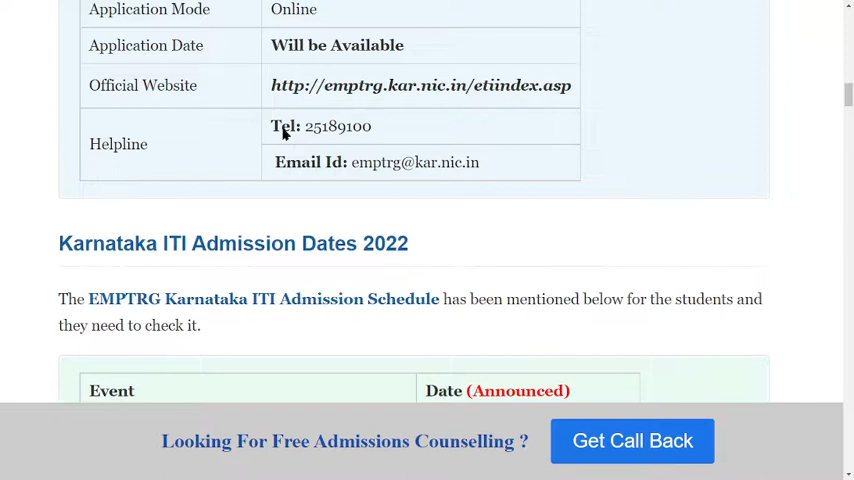 Application Mode Online
Application Date Will be Available
Official Website http://emptrg.kar.nic.in/etiindex.asp
Helpline
Tel: 25189100
Email Id: emptrg@kar.nic.in
Karnataka ITI Admission Dates 2022
The EMPTRG Karnataka ITI Admission Schedule has been mentioned below for the students and
they need to check it.
Event Date (Announced)
Looking For Free Admissions Counselling ? Get Call Back